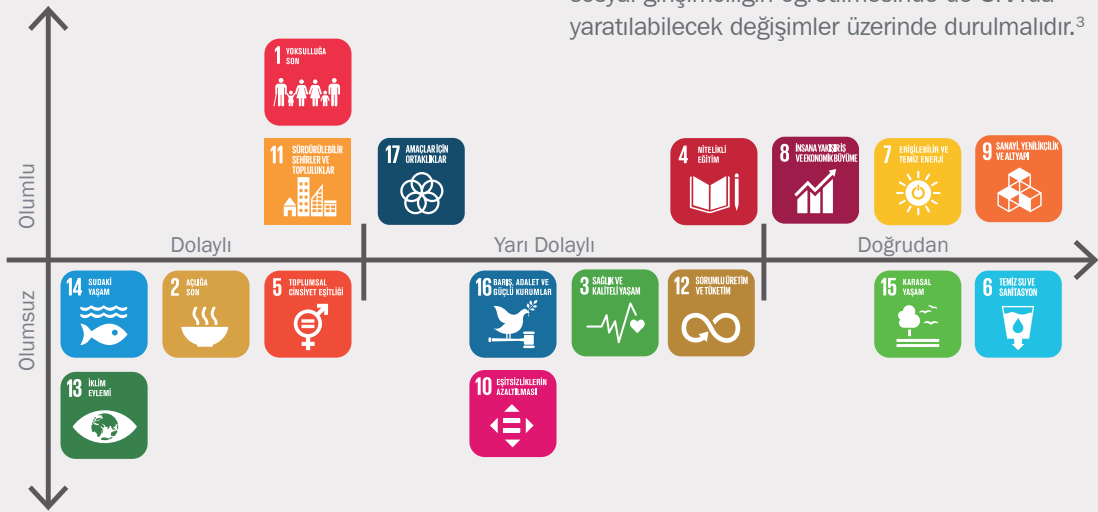 yaratılabilecek değişimler üzerinde durulmalıdır.³
1 YOKSULLUĞA
SON
11 SÜRDÜRÜLEBİLİR
ŞEHİRLER VE
TOPLULUKLAR
17 AMAÇLAR İÇİN
ORTAKLIKLAR
4 NİTELİKLİ
EĞİTİM
8 İNSANA YAKIŞIR İŞ
VE EKONOMİK BÜYÜME
7 ERİŞİLEBİLİR VE
TEMİZ ENERJİ
9 SANAYİ, YENİLİKÇİLİK
VE ALTYAPI
Olumlu
Dolaylı
Yarı Dolaylı
Doğrudan
Olumsuz
14 SUDAKİ
YAŞAM
2 AÇLIĞA
SON
5 TOPLUMSAL
CİNSİYET EŞİTLİĞİ
16 BARIŞ, ADALET VE
GÜÇLÜ KURUMLAR
3 SAĞLIK VE
KALİTELİ YAŞAM
12 SORUMLU ÜRETİM
VE TÜKETİM
15 KARASAL
YAŞAM
6 TEMİZ SU VE
SANİTASYON
13 İKLİM
EYLEMİ
10 EŞİTSİZLİKLERİN
AZALTILMASI